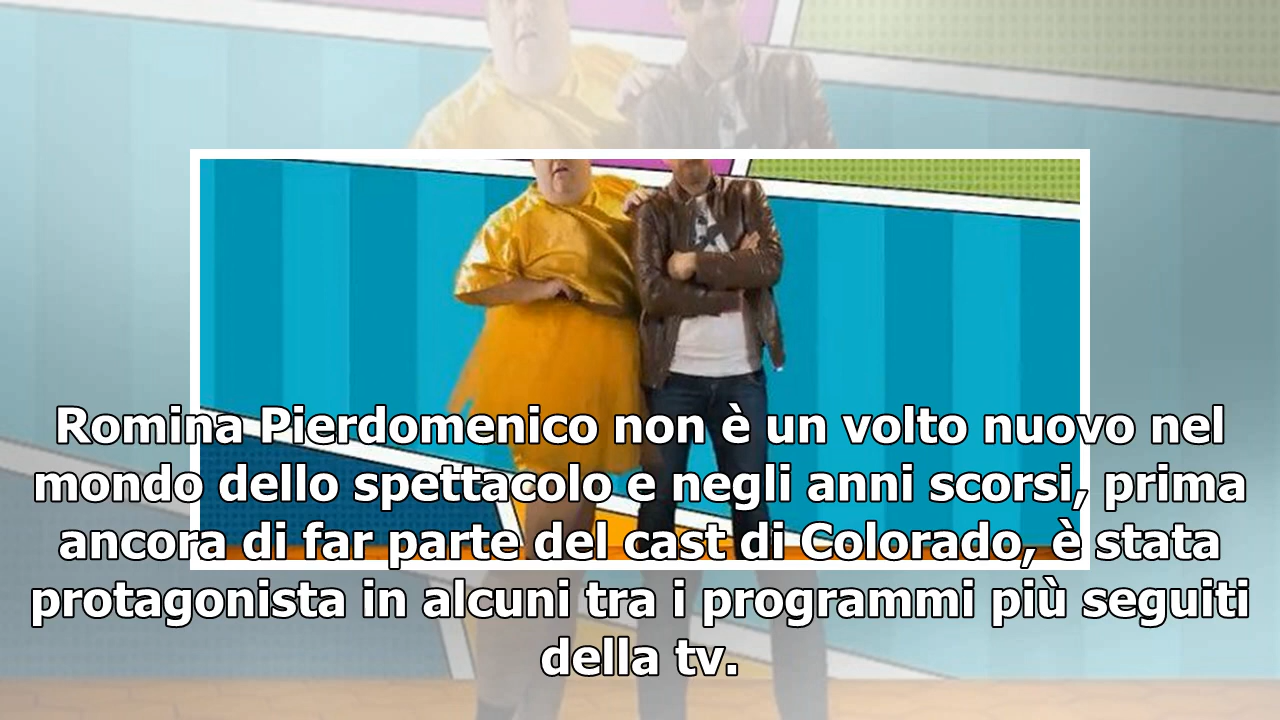 Romina Pierdomenico non è un volto nuovo nel
mondo dello spettacolo e negli anni scorsi, prima
ancora di far parte del cast di Colorado, è stata
protagonista in alcuni tra i programmi più seguiti
della tv.